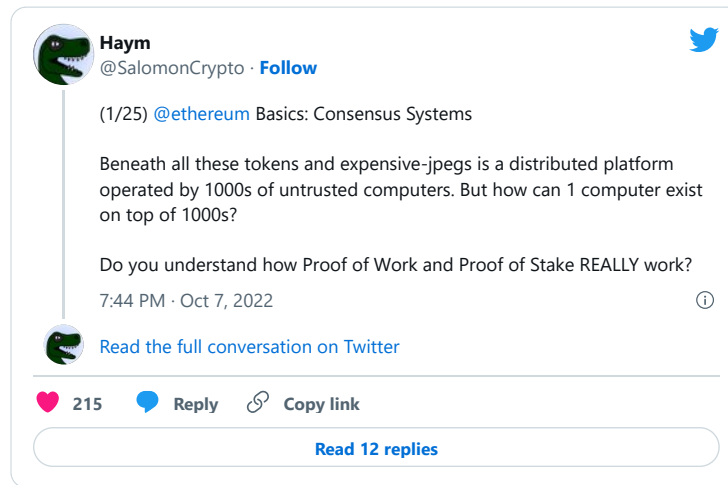 Haym
@SalomonCrypto · Follow
(1/25) @ethereum Basics: Consensus Systems
Beneath all these tokens and expensive-jpegs is a distributed platform
operated by 1000s of untrusted computers. But how can 1 computer exist
on top of 1000s?
Do you understand how Proof of Work and Proof of Stake REALLY work?
7:44 PM · Oct 7, 2022
Read the full conversation on Twitter
215 Reply Copy link
Read 12 replies